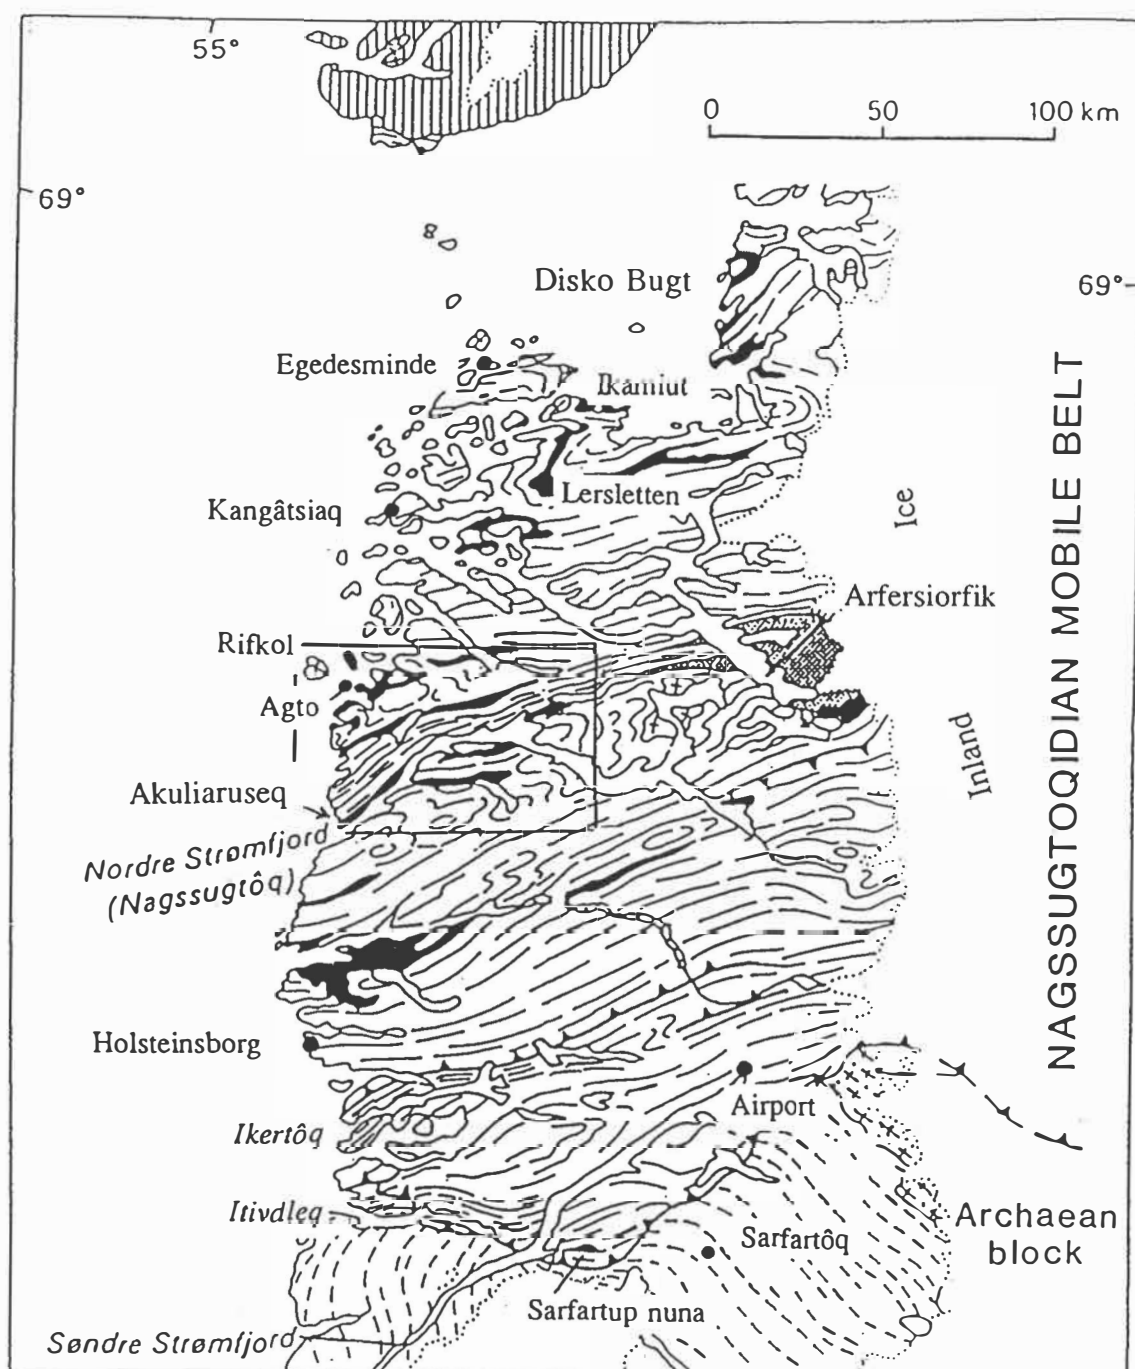 55°
0 50 100 km
69°
Disko Bugt
69°
Egedesminde
Ikamiut
Lersletten
Kangâtsiaq
Ice
Arfersiorfik
Rifkol
Agto
Inland
Akuliaruseq
Nordre Strømfjord
(Nagssugtôq)
NAGSSUGTOQIDIAN MOBILE BELT
Holsteinsborg
Airport
Ikertôq
Itivdleq
Archaean
block
Sarfartôq
Sarfartup nuna
Søndre Strømfjord